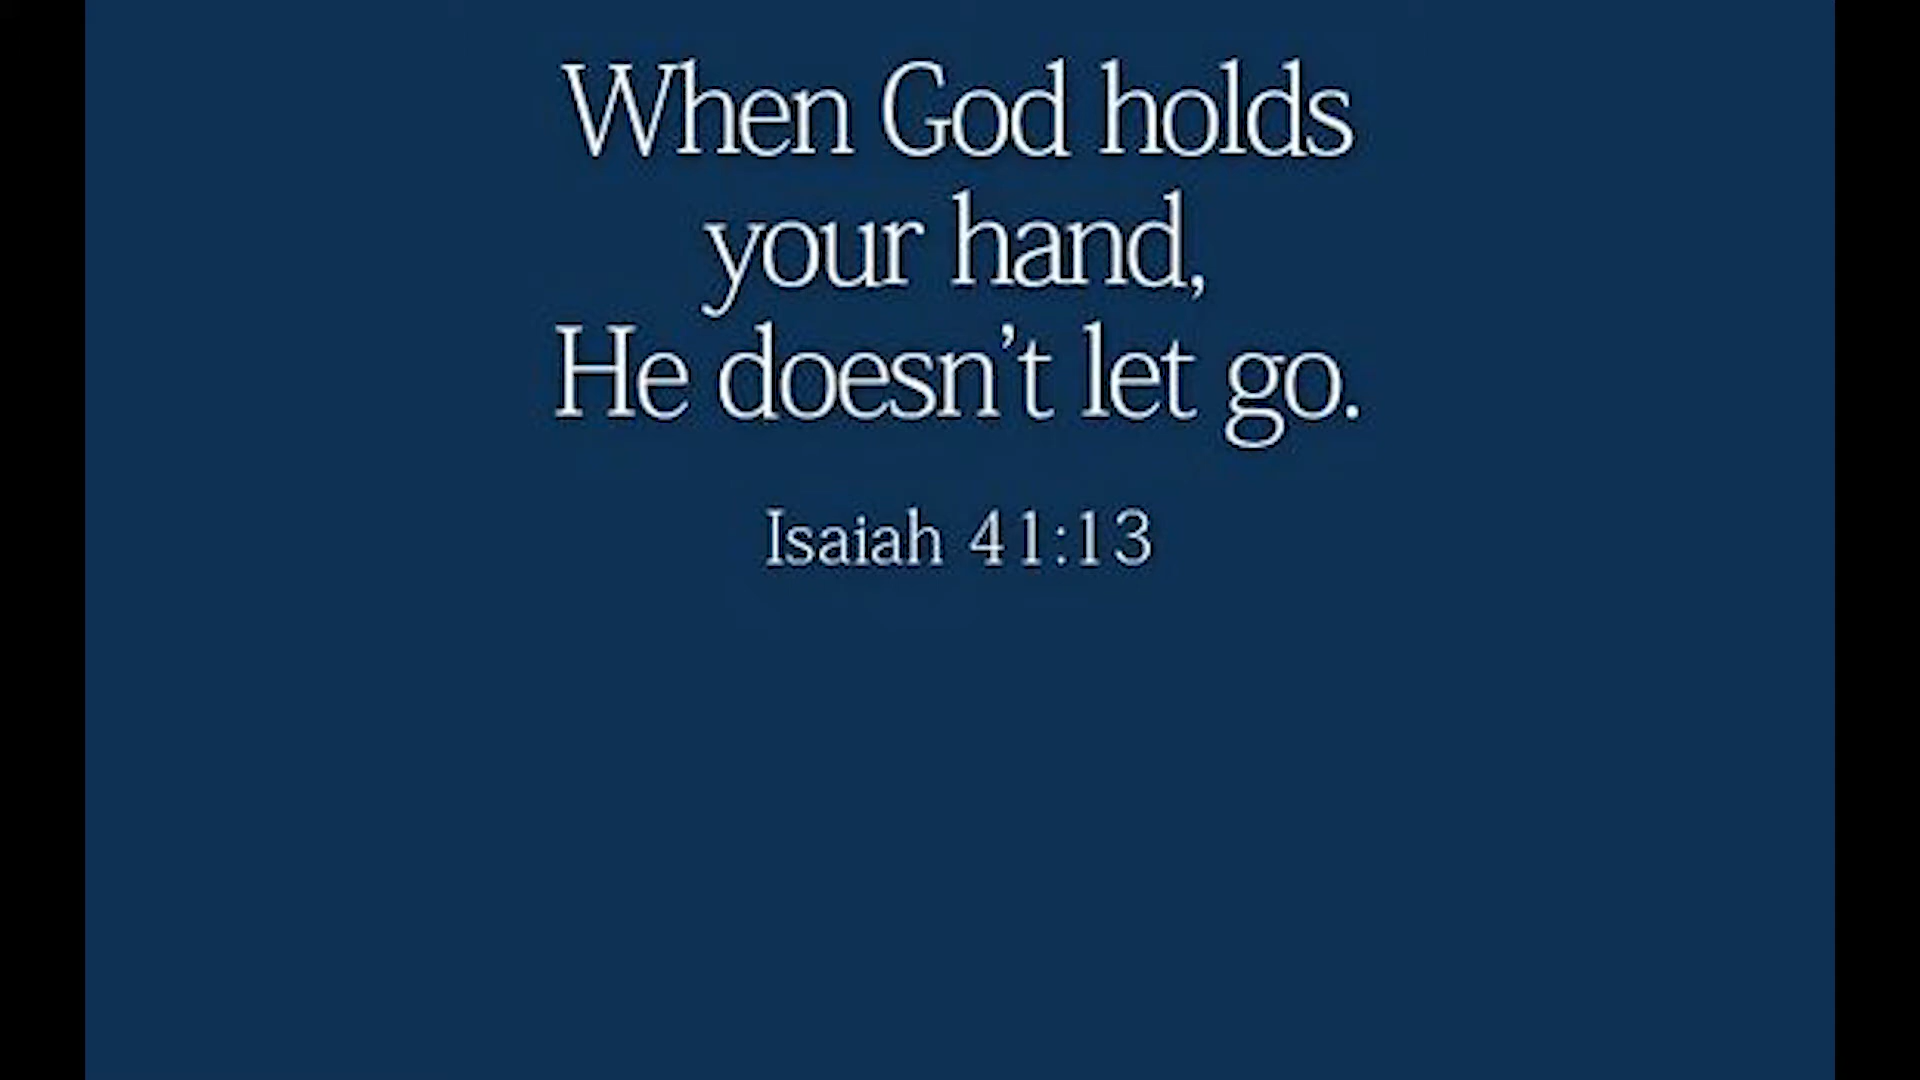 When God holds
your hand,
He doesn’t let go.
Isaiah 41:13